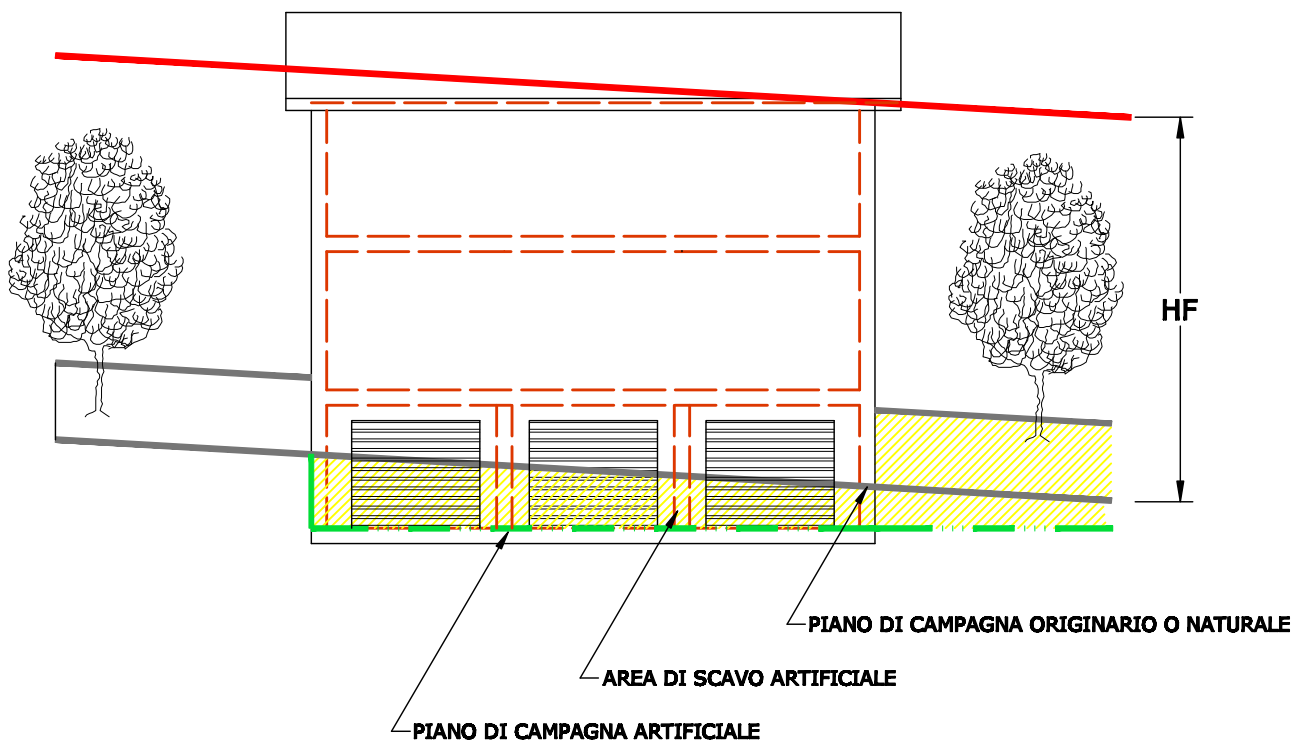 HF
PIANO DI CAMPAGNA ORIGINARIO O NATURALE
AREA DI SCAVO ARTIFICIALE
PIANO DI CAMPAGNA ARTIFICIALE